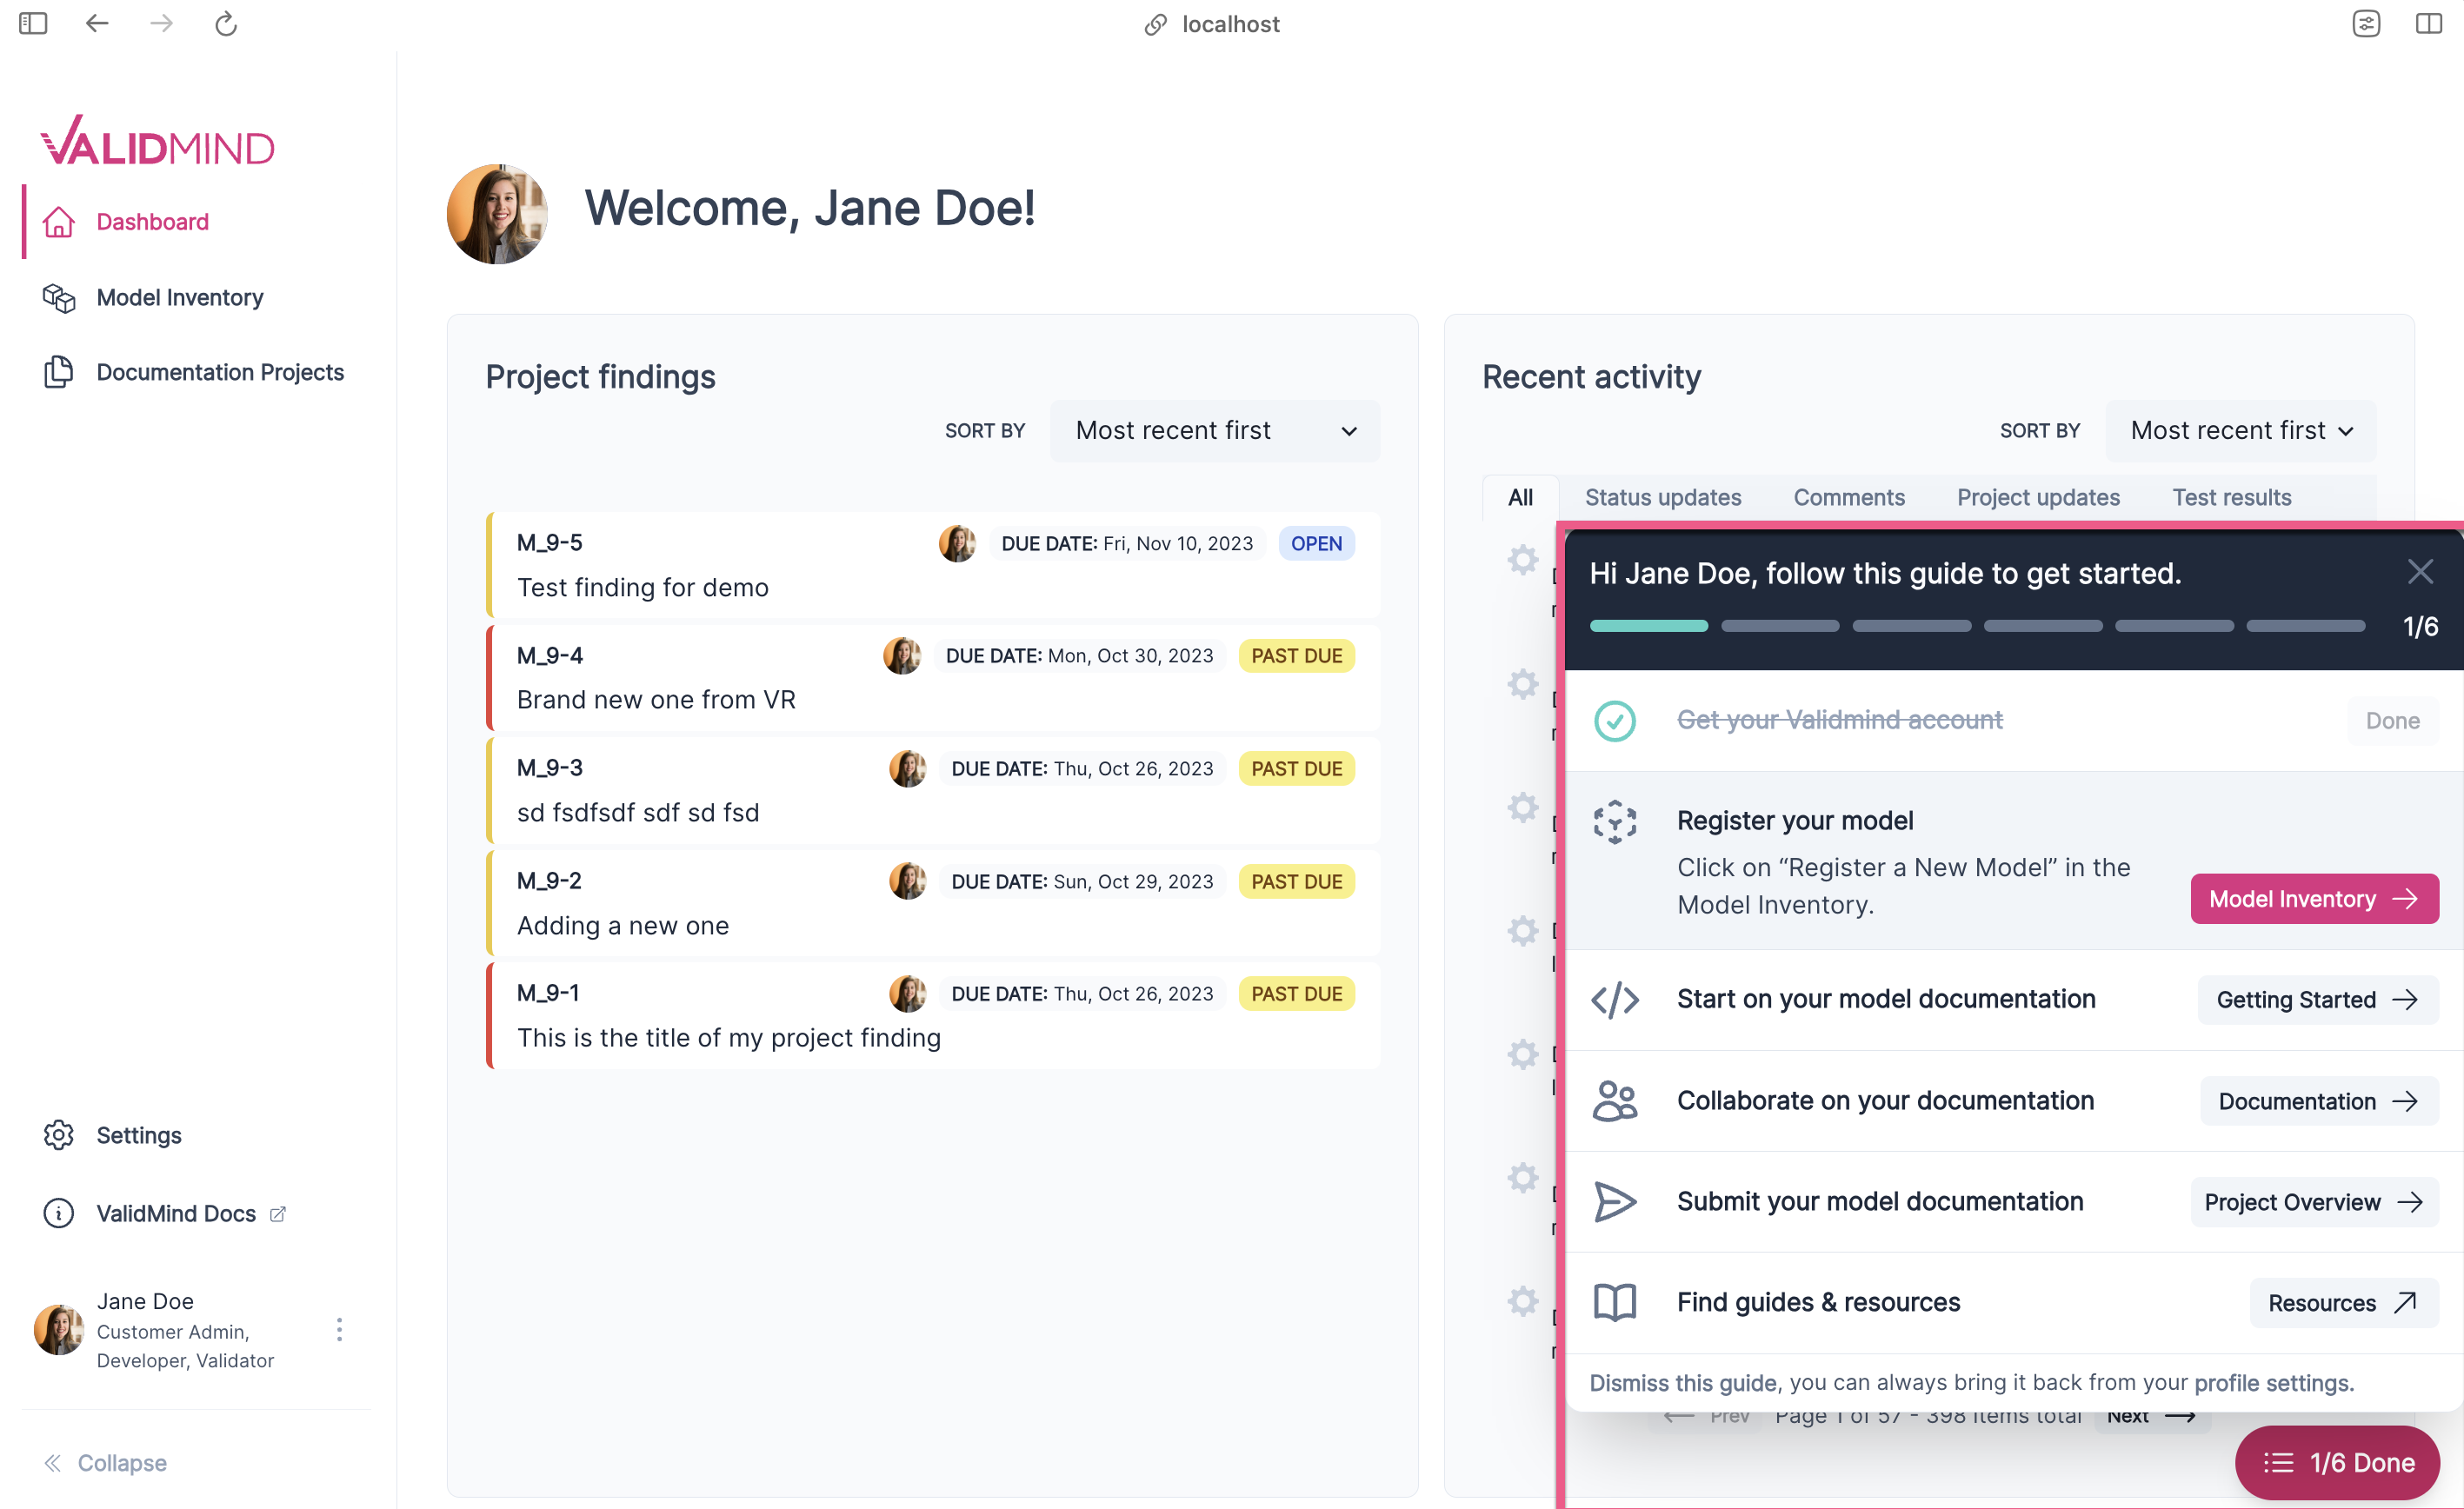 localhost
VALIDMIND
Dashboard
Model Inventory
Documentation Projects
Settings
ValidMind Docs
Jane Doe
Customer Admin,
Developer, Validator
Collapse
Welcome, Jane Doe!
Project findings
SORT BY
Most recent first
M_9-5
DUE DATE: Fri, Nov 10, 2023
OPEN
Test finding for demo
M_9-4
DUE DATE: Mon, Oct 30, 2023
PAST DUE
Brand new one from VR
M_9-3
DUE DATE: Thu, Oct 26, 2023
PAST DUE
sd fsdfsdf sdf sd fsd
M_9-2
DUE DATE: Sun, Oct 29, 2023
PAST DUE
Adding a new one
M_9-1
DUE DATE: Thu, Oct 26, 2023
PAST DUE
This is the title of my project finding
Recent activity
SORT BY
Most recent first
All
Status updates
Comments
Project updates
Test results
Hi Jane Doe, follow this guide to get started.
1/6
Get your Validmind account
Done
Register your model
Click on “Register a New Model” in the
Model Inventory.
Model Inventory
Start on your model documentation
Getting Started
Collaborate on your documentation
Documentation
Submit your model documentation
Project Overview
Find guides & resources
Resources
Dismiss this guide, you can always bring it back from your profile settings.
Prev
Page 1 of 57 - 398 items total
Next
1/6 Done